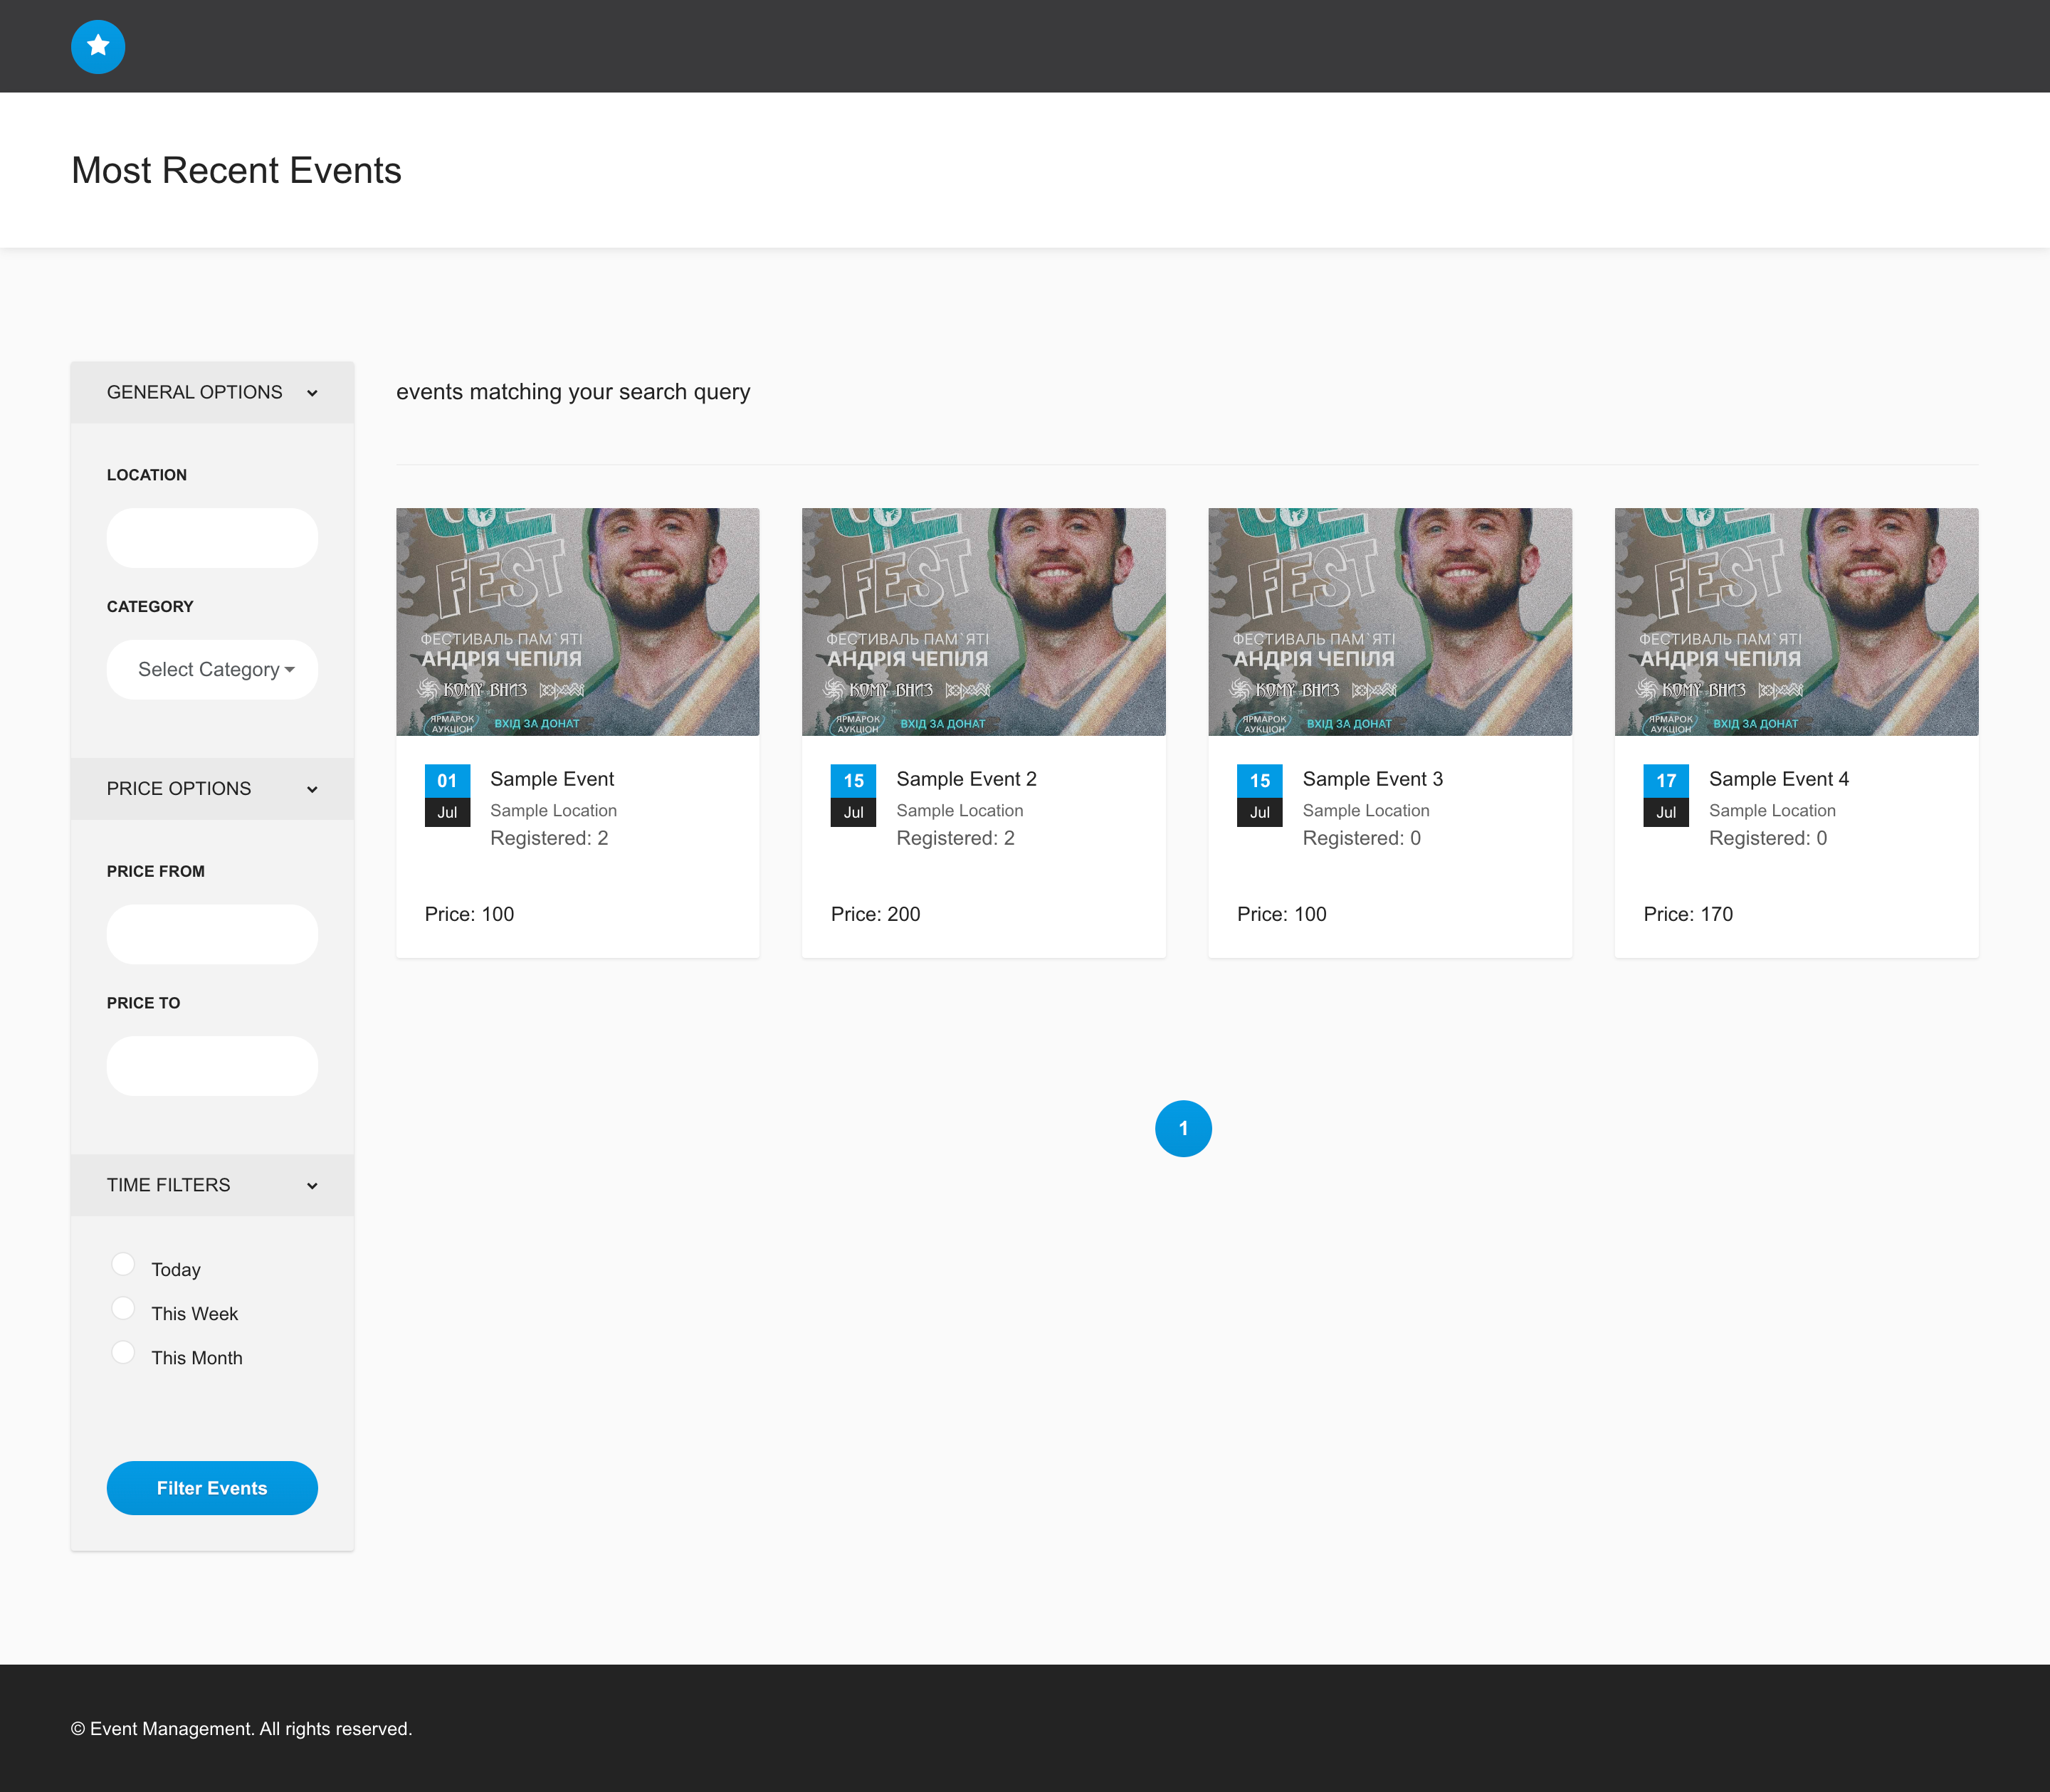 Most Recent Events
GENERAL OPTIONS
LOCATION
CATEGORY
Select Category
PRICE OPTIONS
PRICE FROM
PRICE TO
TIME FILTERS
Today
This Week
This Month
Filter Events
events matching your search query
FEST
ФЕСТИВАЛЬ ПАМ`ЯТІ
АНДРІЯ ЧЕПІЛЯ
КОМУ ВНИЗ
ЯРМАРОК
АУКЦІОН
ВХІД ЗА ДОНАТ
01
Jul
Sample Event
Sample Location
Registered: 2
Price: 100
FEST
ФЕСТИВАЛЬ ПАМ`ЯТІ
АНДРІЯ ЧЕПІЛЯ
КОМУ ВНИЗ
ЯРМАРОК
АУКЦІОН
ВХІД ЗА ДОНАТ
15
Jul
Sample Event 2
Sample Location
Registered: 2
Price: 200
FEST
ФЕСТИВАЛЬ ПАМ`ЯТІ
АНДРІЯ ЧЕПІЛЯ
КОМУ ВНИЗ
ЯРМАРОК
АУКЦІОН
ВХІД ЗА ДОНАТ
15
Jul
Sample Event 3
Sample Location
Registered: 0
Price: 100
FEST
ФЕСТИВАЛЬ ПАМ`ЯТІ
АНДРІЯ ЧЕПІЛЯ
КОМУ ВНИЗ
ЯРМАРОК
АУКЦІОН
ВХІД ЗА ДОНАТ
17
Jul
Sample Event 4
Sample Location
Registered: 0
Price: 170
1
© Event Management. All rights reserved.